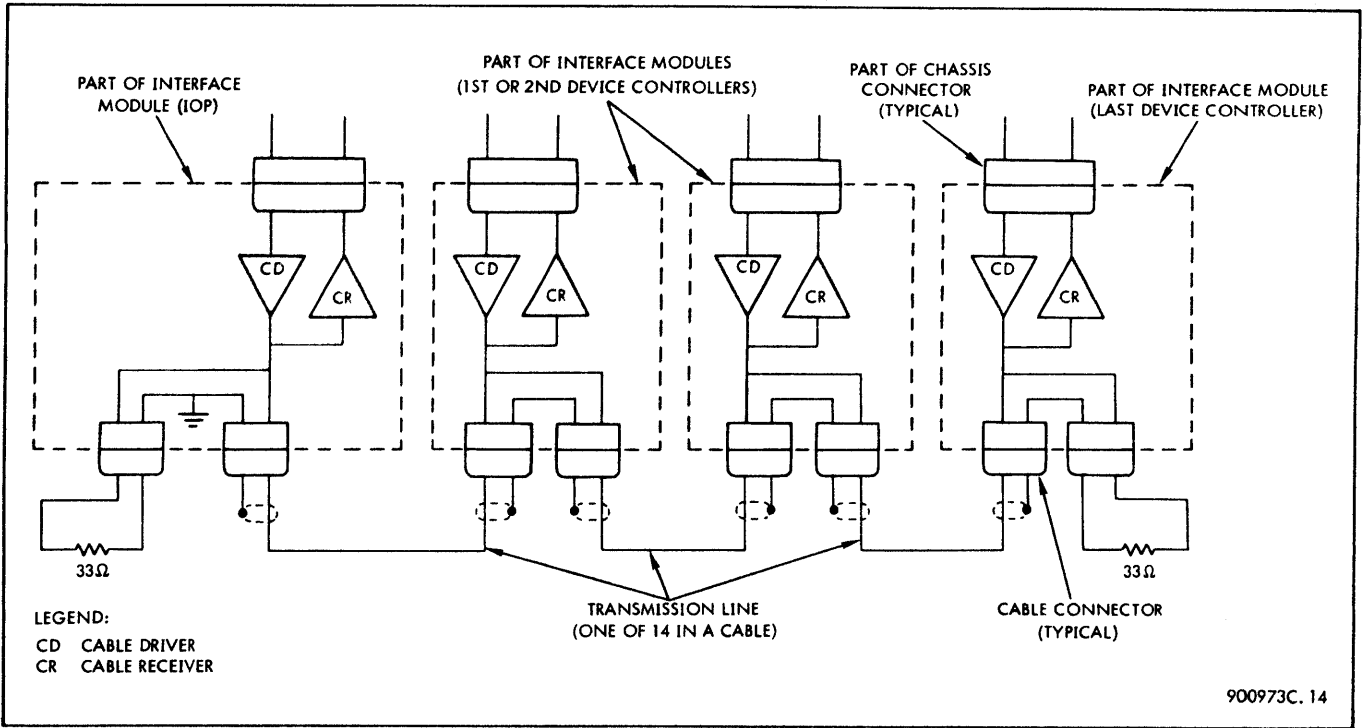 PART OF INTERFACE
MODULE (IOP)
PART OF INTERFACE MODULES
(1ST OR 2ND DEVICE CONTROLLERS)
PART OF CHASSIS
CONNECTOR
(TYPICAL)
PART OF INTERFACE MODULE
(LAST DEVICE CONTROLLER)
CD
CR
CD
CR
CD
CR
CD
CR
33Ω
33Ω
TRANSMISSION LINE
(ONE OF 14 IN A CABLE)
CABLE CONNECTOR
(TYPICAL)
LEGEND:
CD CABLE DRIVER
CR CABLE RECEIVER
900973C. 14